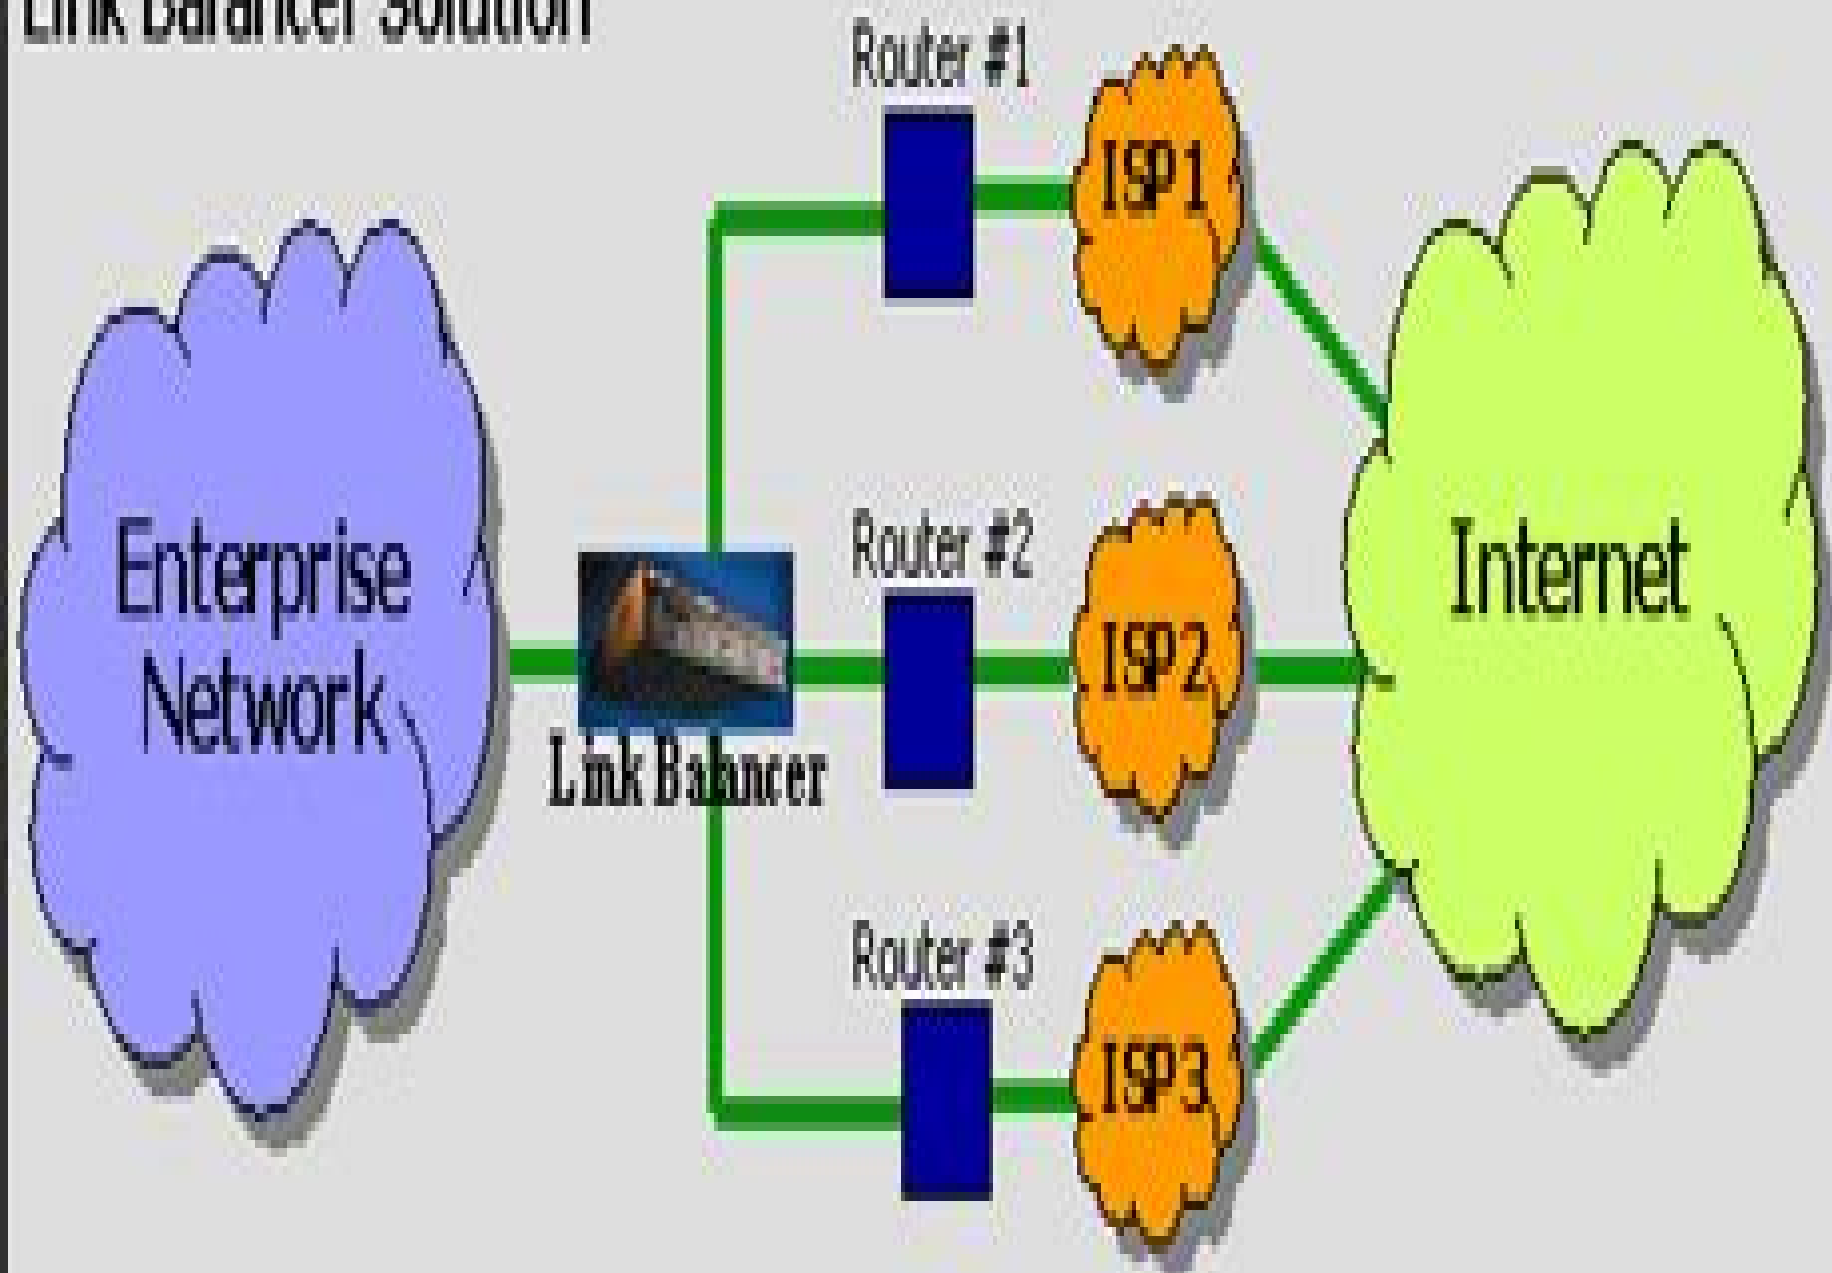 Link Balancer Solution
Router #1
ISP1
Router #2
Enterprise
Network
Internet
ISP2
Link Balancer
Router #3
ISP3